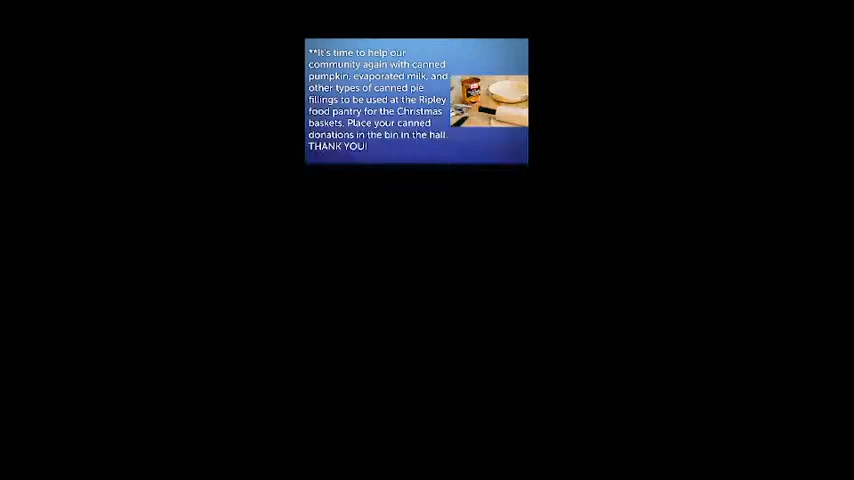 **It's time to help our
community again with canned
pumpkin, evaporated milk, and
other types of canned pie
fillings to be used at the Ripley
food pantry for the Christmas
baskets. Place your canned
donations in the bin in the hall.
THANK YOU!